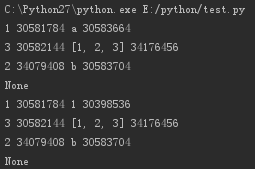 C:\Python27\python.exe E:/python/test.py
1 30581784 a 30583664
3 30582144 [1, 2, 3] 34176456
2 34079408 b 30583704
None
1 30581784 1 30398536
3 30582144 [1, 2, 3] 34176456
2 34079408 b 30583704
None